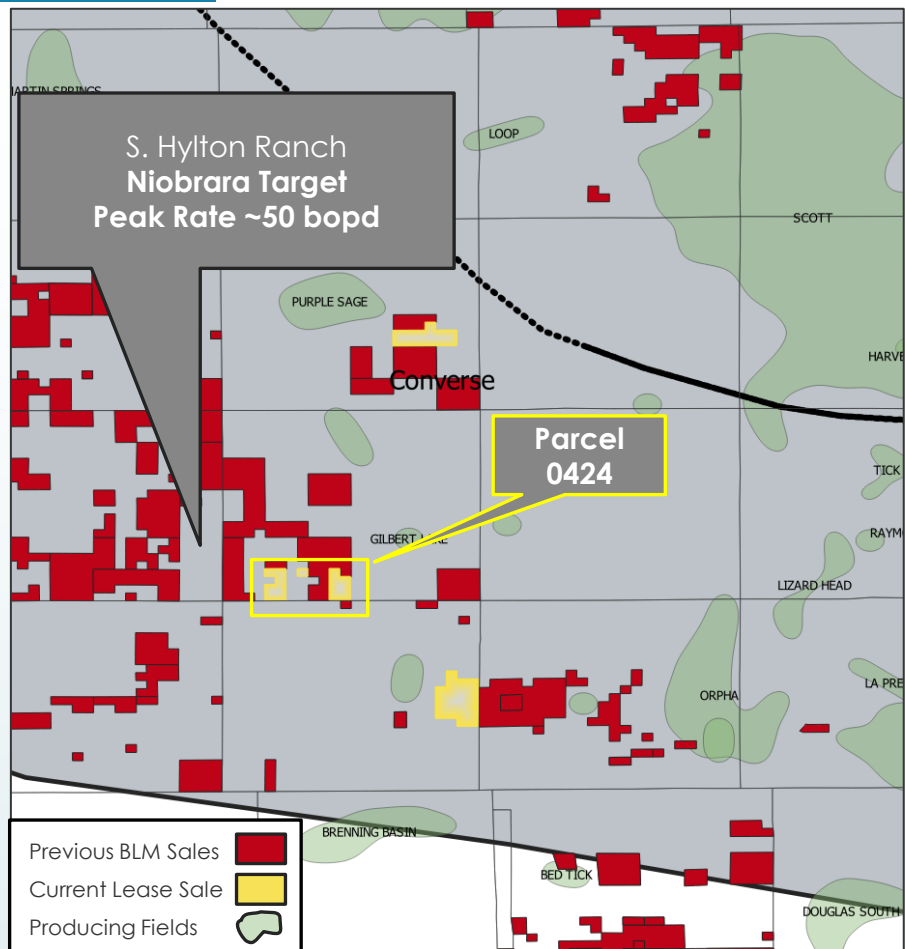 ARTIN SPRINGS
S. Hylton Ranch
Niobrara Target
Peak Rate ~50 bopd
LOOP
SCOTT
PURPLE SAGE
HARVE
Converse
Parcel
0424
TICK
GILBERT LAKE
RAYM
LIZARD HEAD
LA PRE
ORPHA
BRENNING BASIN
BED TICK
DOUGLAS SOUTH
Previous BLM Sales
Current Lease Sale
Producing Fields